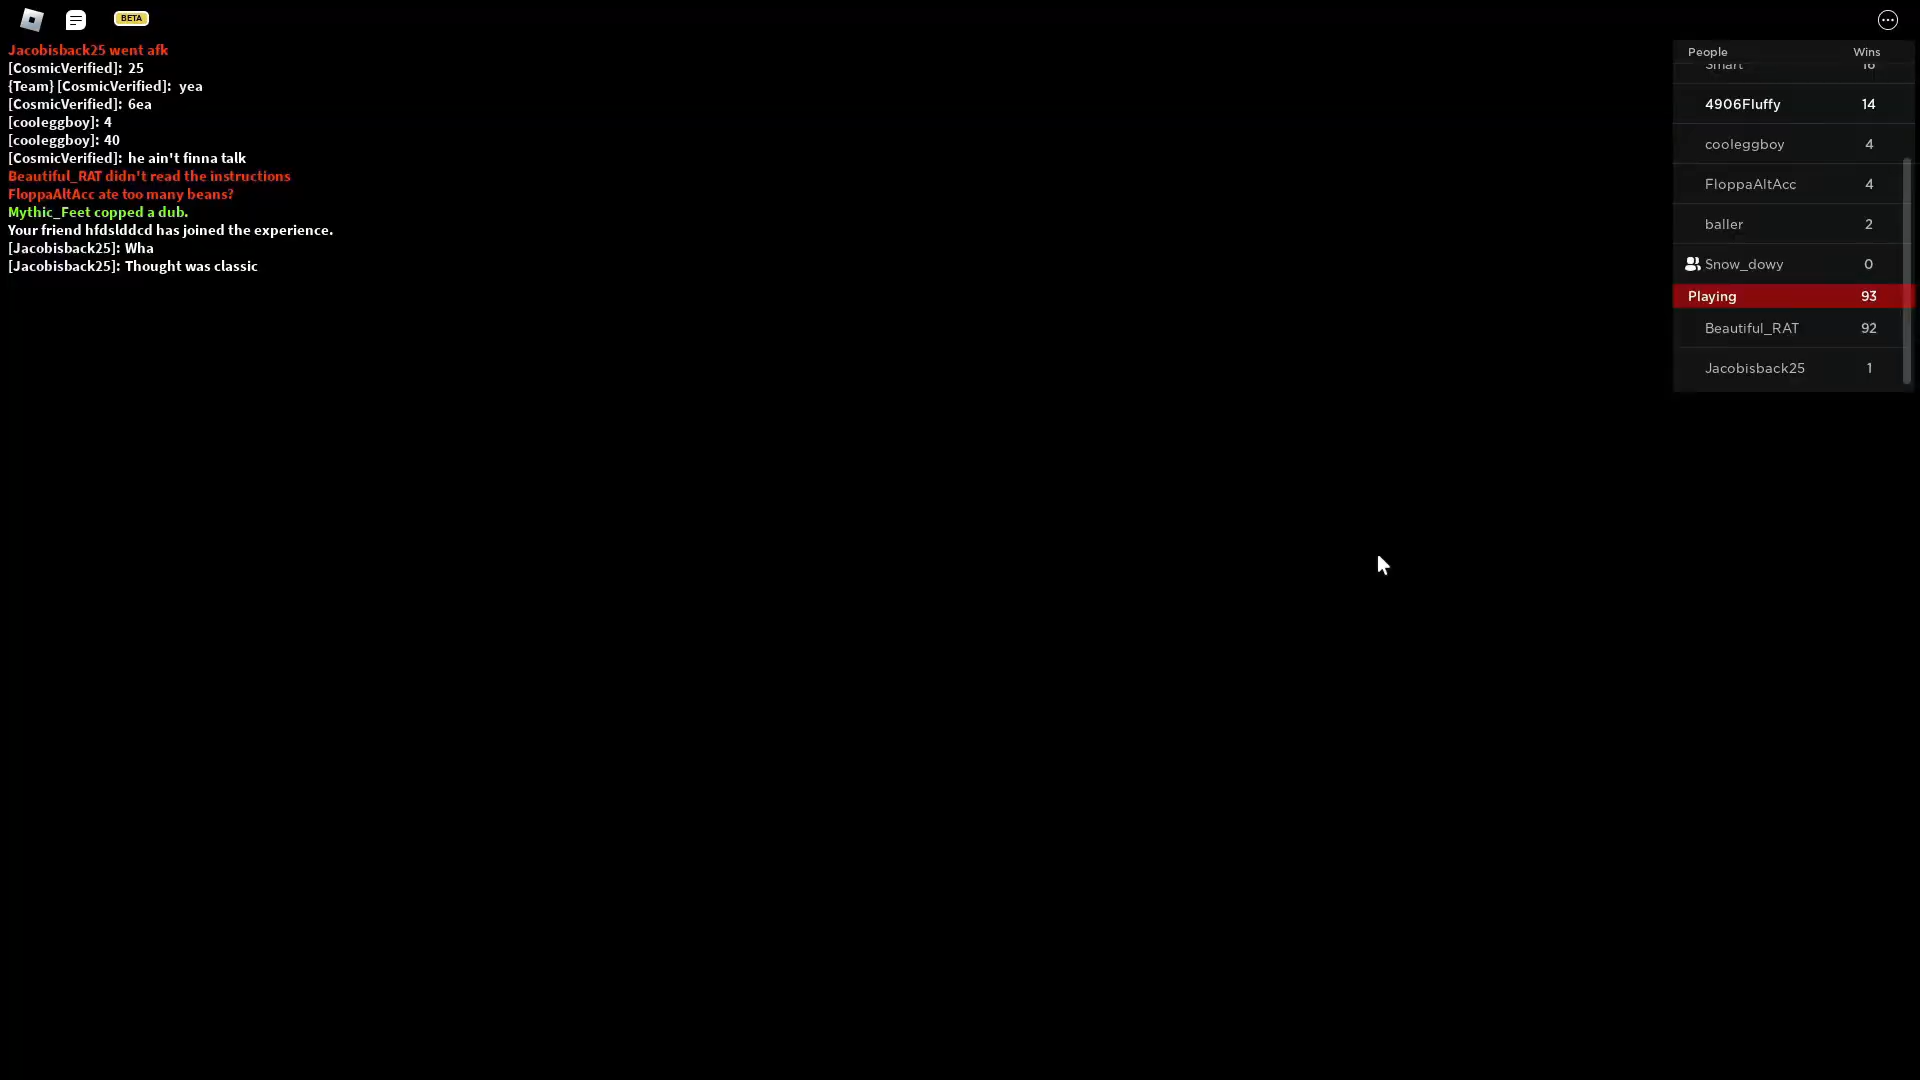 BETA
Jacobisback25 went afk
[CosmicVerified]: 25
{Team} [CosmicVerified]: yea
[CosmicVerified]: 6ea
[cooleggboy]: 4
[cooleggboy]: 40
[CosmicVerified]: he ain't finna talk
Beautiful_RAT didn't read the instructions
FloppaAltAcc ate too many beans?
Mythic_Feet copped a dub.
Your friend hfdslddcd has joined the experience.
[Jacobisback25]: Wha
[Jacobisback25]: Thought was classic
People Wins
Smart 16
4906Fluffy 14
cooleggboy 4
FloppaAltAcc 4
baller 2
Snow_dowy 0
Playing 93
Beautiful_RAT 92
Jacobisback25 1